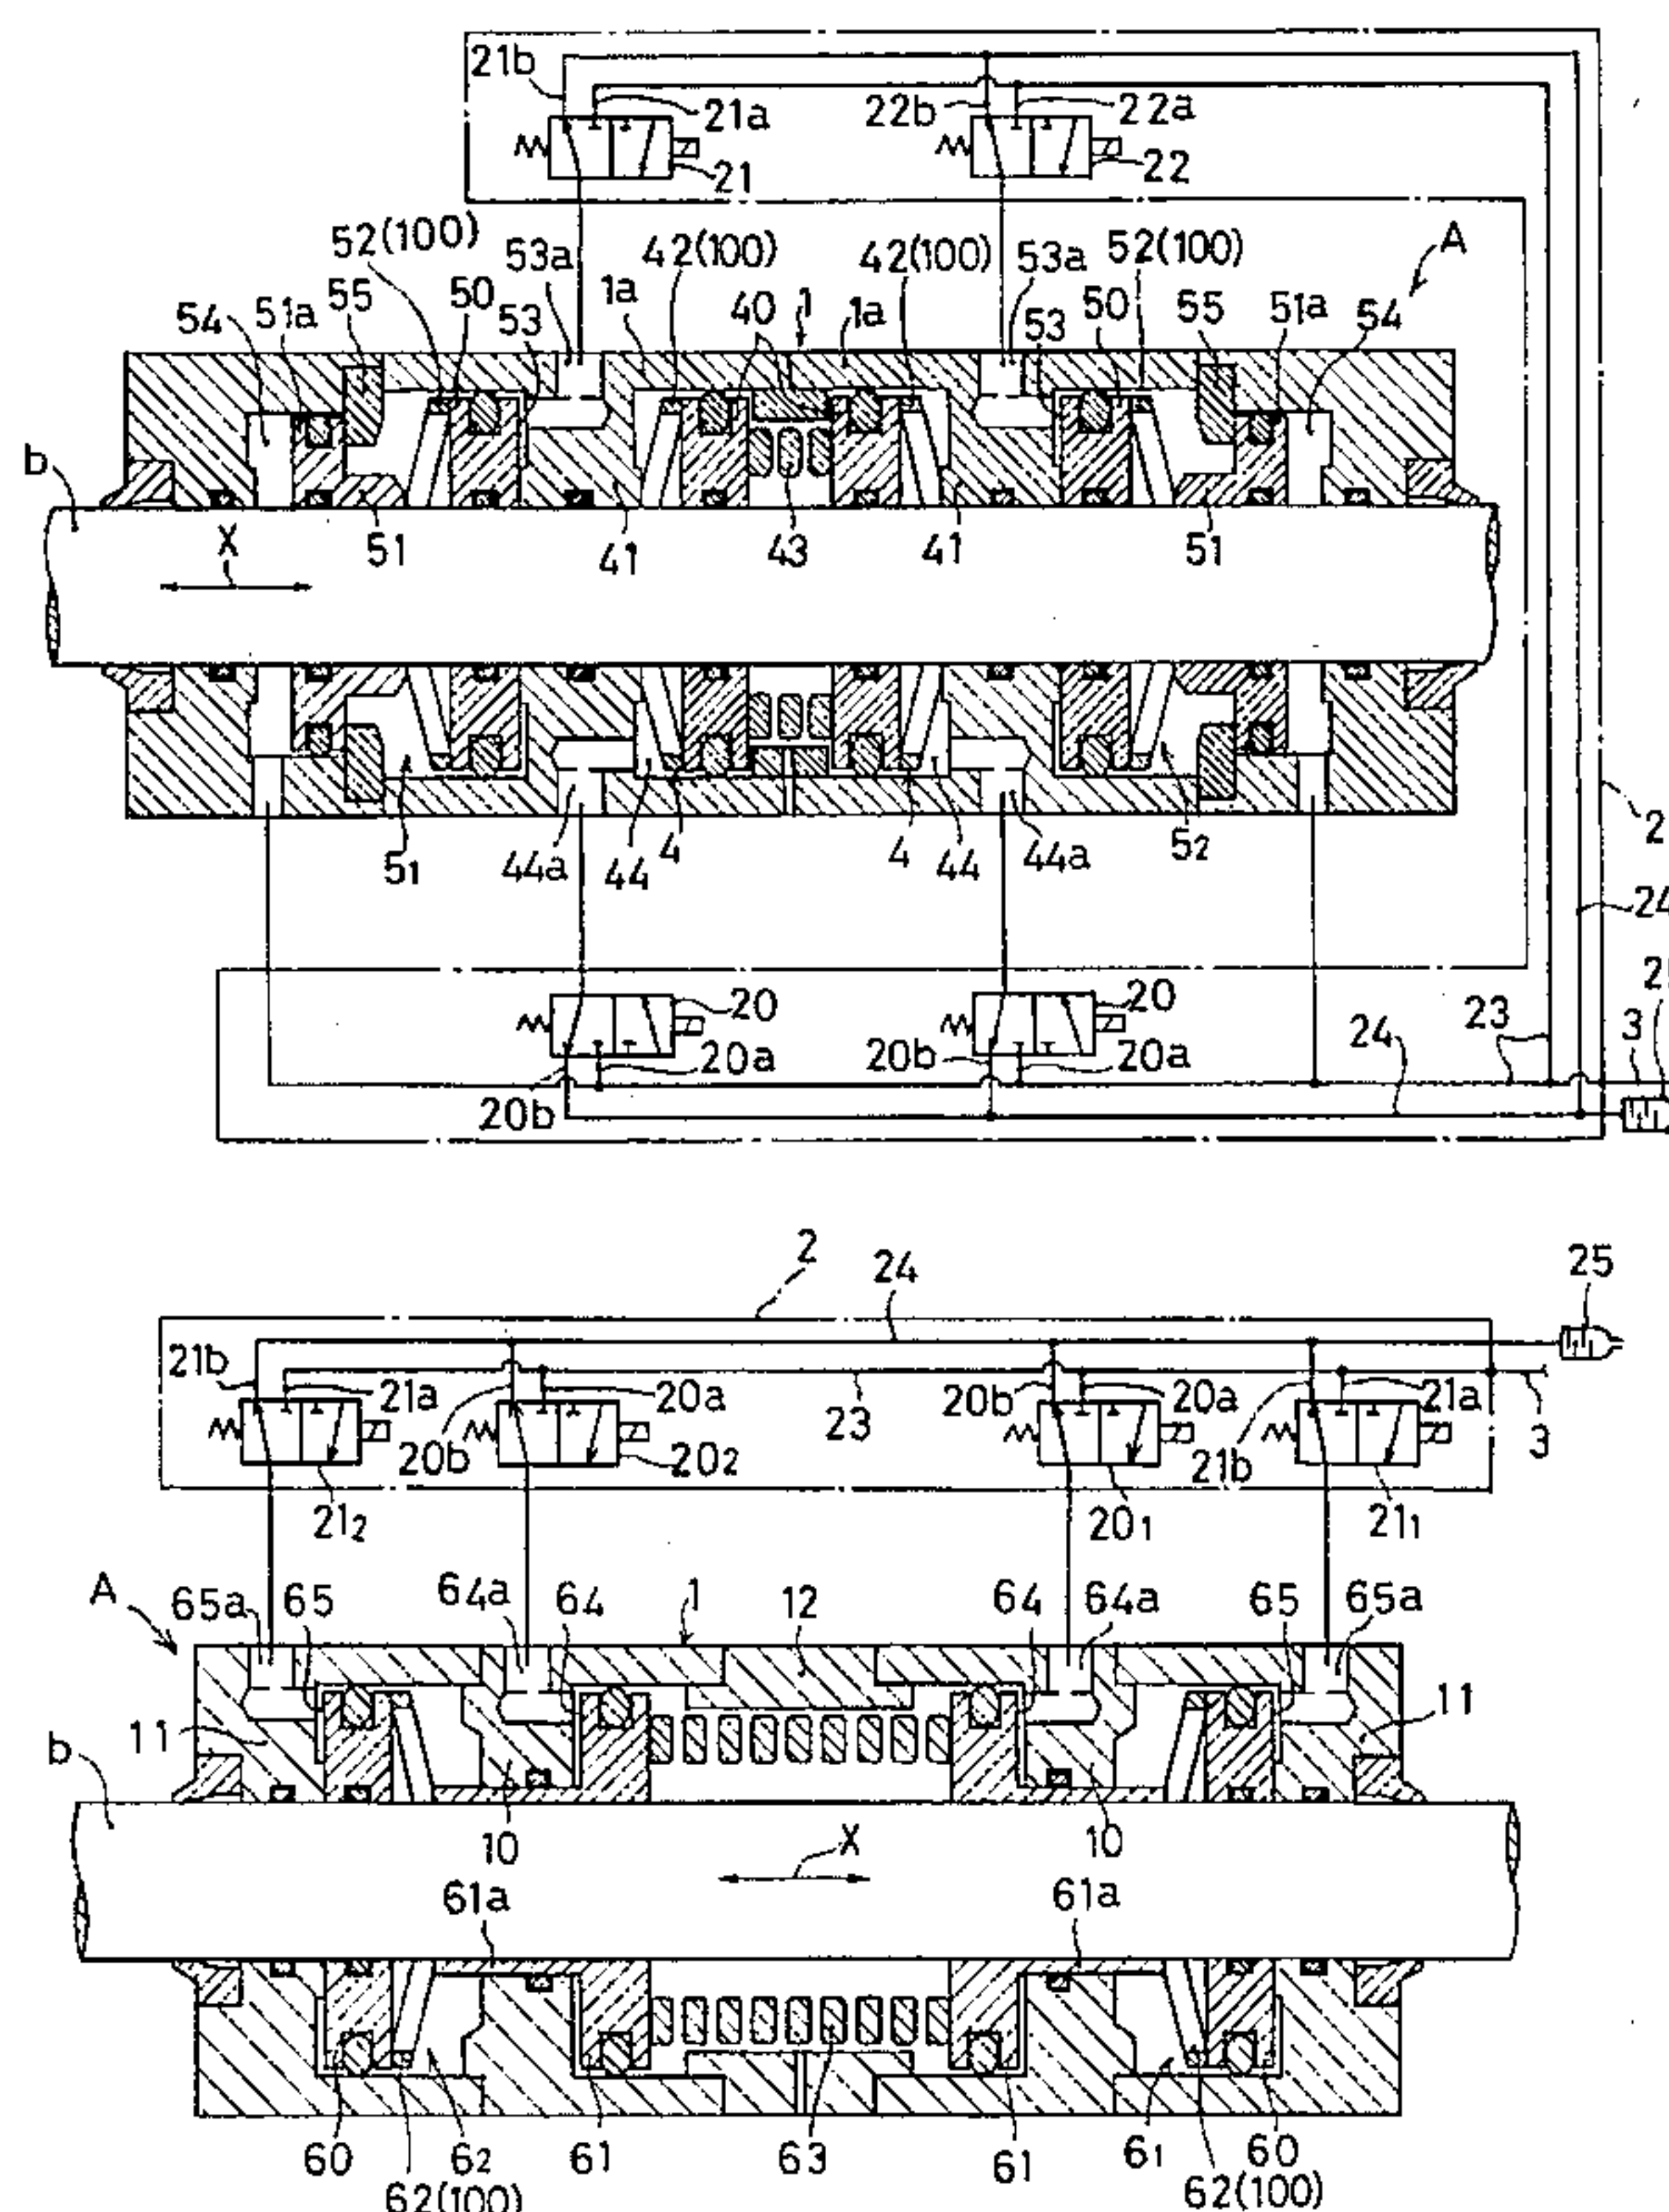 21b
21a
22b
22a
21
22
52(100)
53a
42(100)
42(100)
53a
52(100)
A
54
51a
55
50
53
1a
40
1
1a
53
50
55
51a
54
b
X
51
41
43
41
51
2
5₁
44a
44
4
4
44
44a
5₂
24
20
20
20b
20a
20b
20a
24
23
3
2
24
25
21b
21a
20b
20a
23
20b
20a
21b
21a
3
21₂
20₂
20₁
21₁
A
65a
65
64a
64
1
12
64
64a
65
65a
11
11
b
10
X
10
61a
61a
60
62(100)
6₂
61
63
61
6₁
62(100)
60